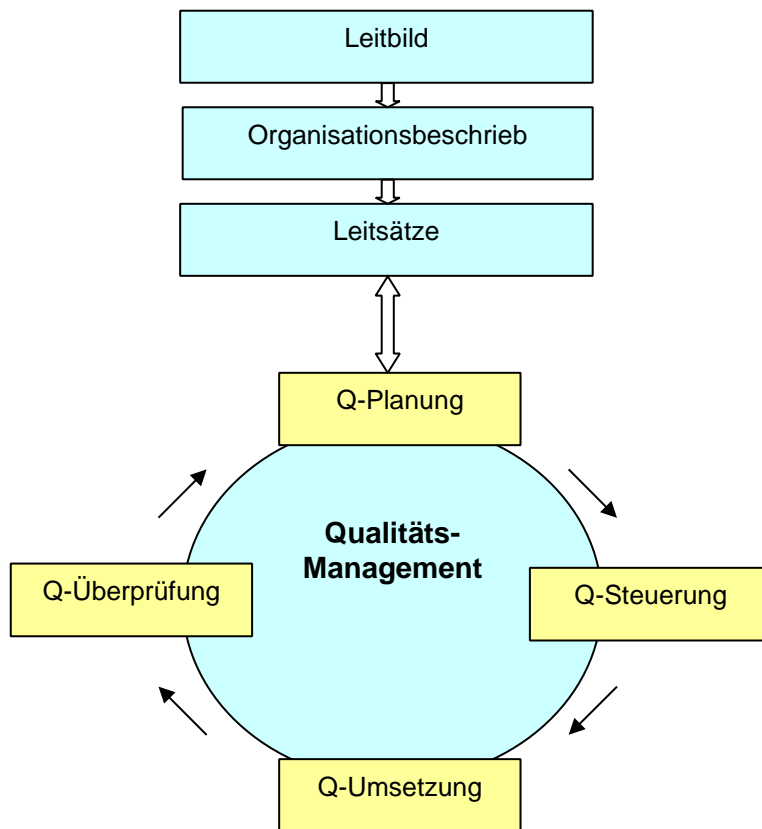 Leitbild
Organisationsbeschrieb
Leitsätze
Q-Planung
Qualitäts-
Management
Q-Überprüfung
Q-Steuerung
Q-Umsetzung